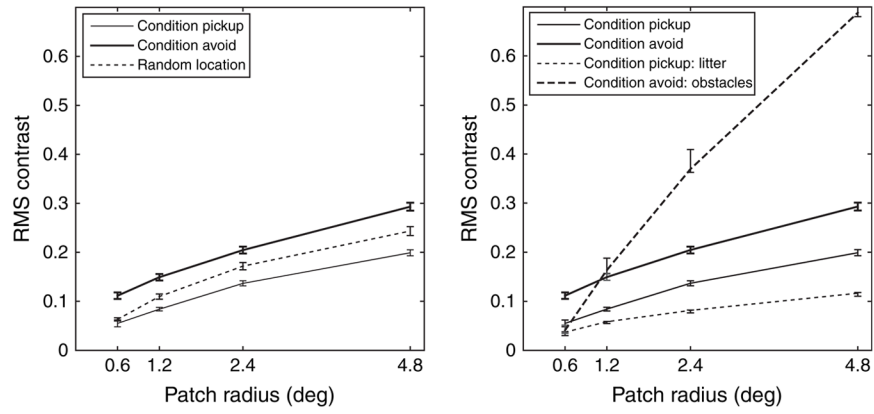 Condition pickup
Condition avoid
Random location
RMS contrast
0.6
0.5
0.4
0.3
0.2
0.1
0
0.6 1.2 2.4 4.8
Patch radius (deg)
Condition pickup
Condition avoid
Condition pickup: litter
Condition avoid: obstacles
RMS contrast
0.6
0.5
0.4
0.3
0.2
0.1
0
0.6 1.2 2.4 4.8
Patch radius (deg)